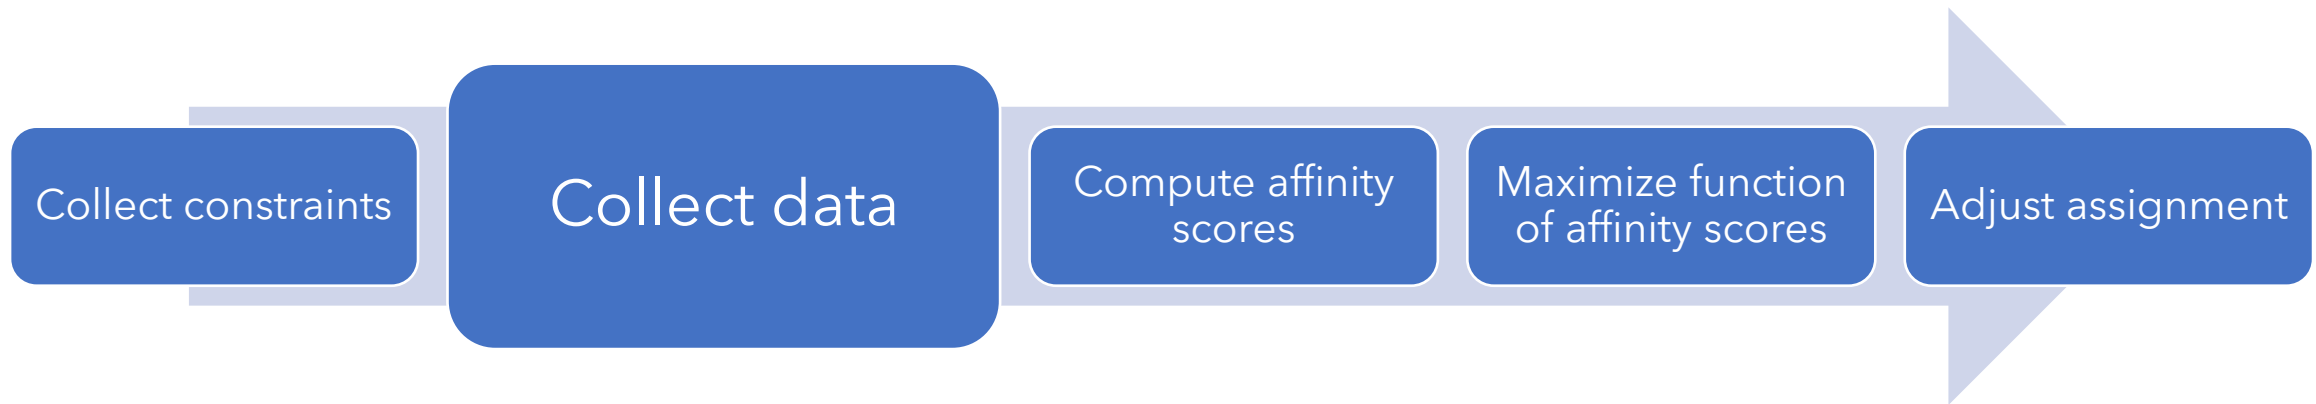 Collect constraints
Collect data
Compute affinity
scores
Maximize function
of affinity scores
Adjust assignment